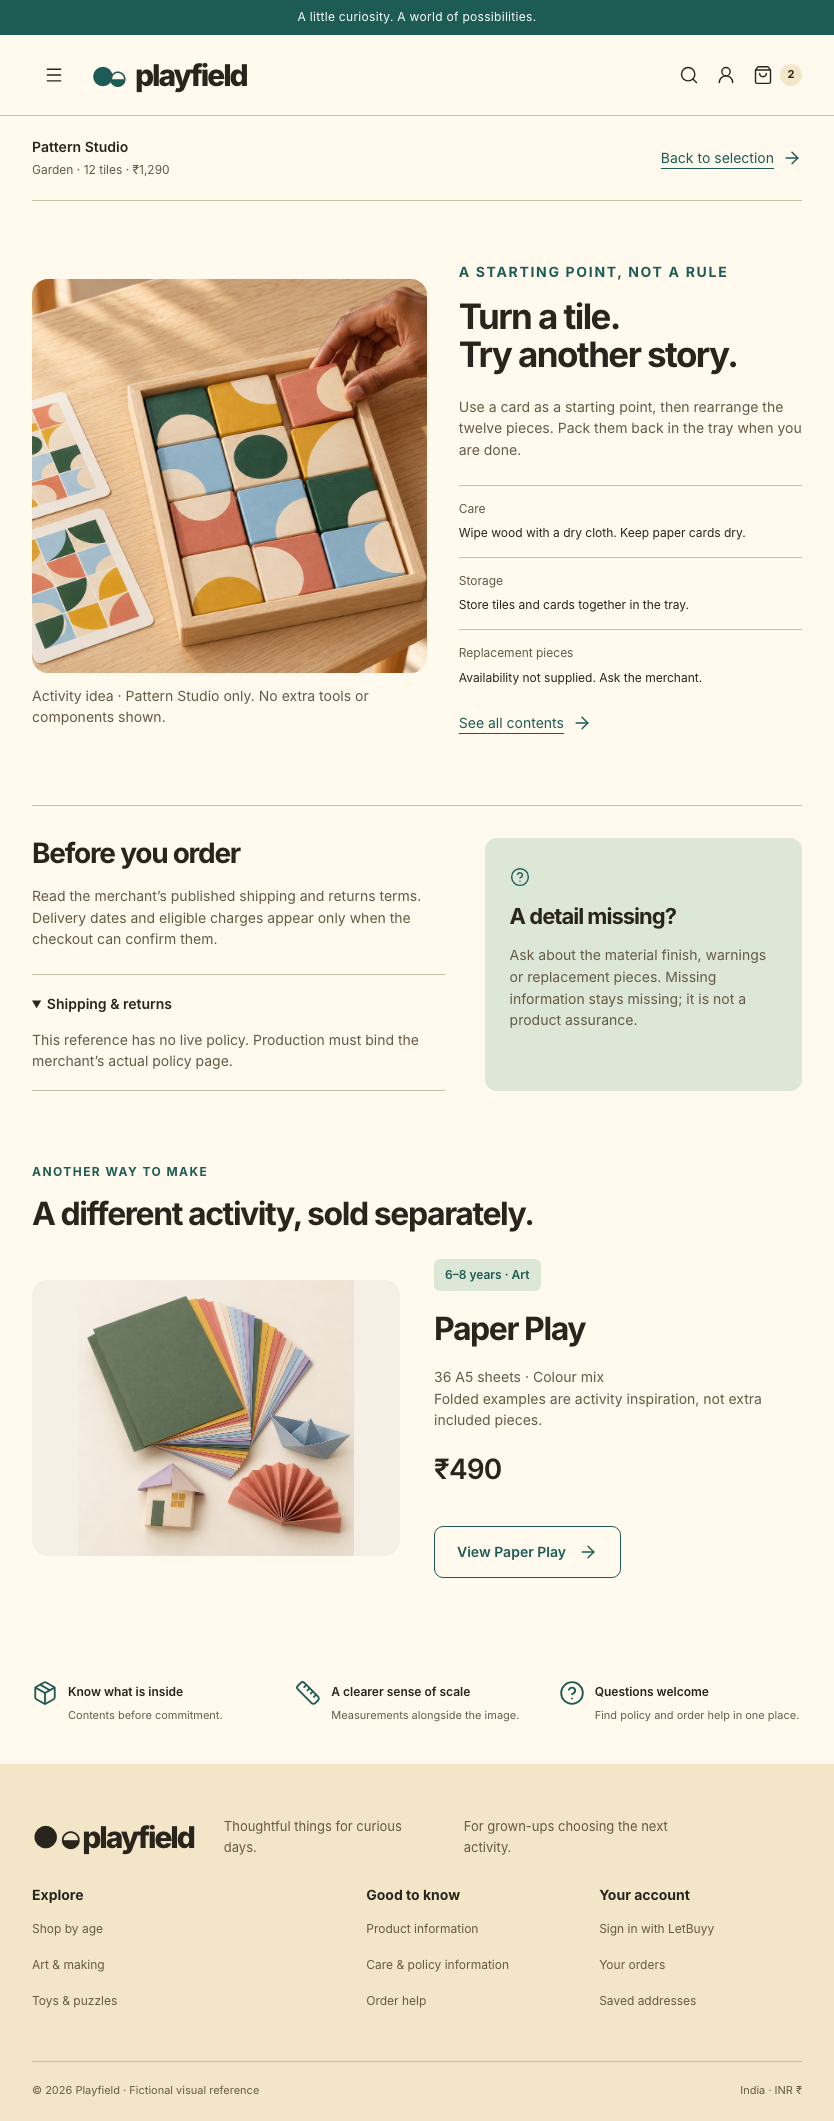 A little curiosity. A world of possibilities.
playfield
2
Pattern Studio
Garden · 12 tiles · ₹1,290
Back to selection
A STARTING POINT, NOT A RULE
Turn a tile.
Try another story.
Use a card as a starting point, then rearrange the
twelve pieces. Pack them back in the tray when you
are done.
Care
Wipe wood with a dry cloth. Keep paper cards dry.
Storage
Store tiles and cards together in the tray.
Replacement pieces
Availability not supplied. Ask the merchant.
See all contents
Activity idea · Pattern Studio only. No extra tools or
components shown.
Before you order
Read the merchant’s published shipping and returns terms.
Delivery dates and eligible charges appear only when the
checkout can confirm them.
Shipping & returns
This reference has no live policy. Production must bind the
merchant’s actual policy page.
A detail missing?
Ask about the material finish, warnings
or replacement pieces. Missing
information stays missing; it is not a
product assurance.
ANOTHER WAY TO MAKE
A different activity, sold separately.
6–8 years · Art
Paper Play
36 A5 sheets · Colour mix
Folded examples are activity inspiration, not extra
included pieces.
₹490
View Paper Play
Know what is inside
Contents before commitment.
A clearer sense of scale
Measurements alongside the image.
Questions welcome
Find policy and order help in one place.
playfield
Thoughtful things for curious
days.
For grown-ups choosing the next
activity.
Explore
Shop by age
Art & making
Toys & puzzles
Good to know
Product information
Care & policy information
Order help
Your account
Sign in with LetBuyy
Your orders
Saved addresses
© 2026 Playfield · Fictional visual reference
India · INR ₹